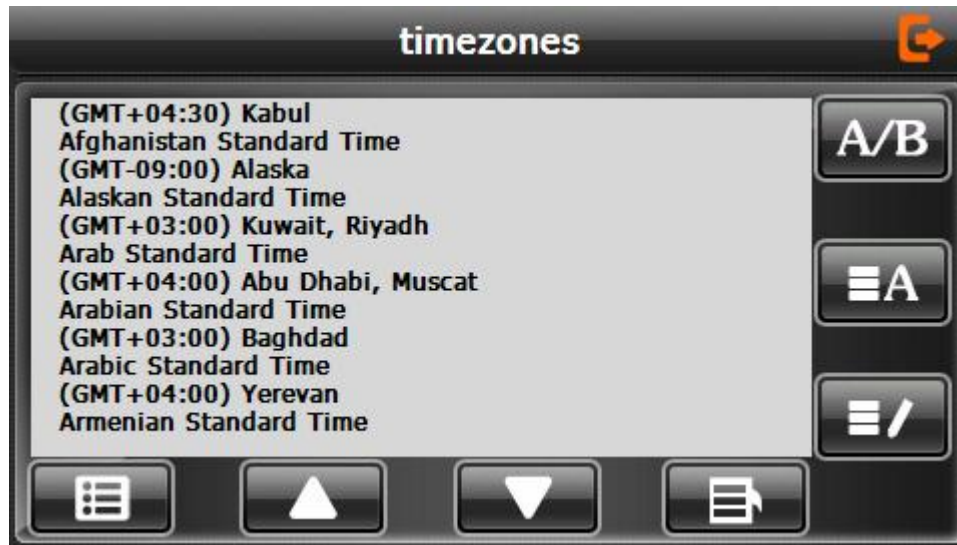 timezones
(GMT+04:30) Kabul
Afghanistan Standard Time
(GMT-09:00) Alaska
Alaskan Standard Time
(GMT+03:00) Kuwait, Riyadh
Arab Standard Time
(GMT+04:00) Abu Dhabi, Muscat
Arabian Standard Time
(GMT+03:00) Baghdad
Arabic Standard Time
(GMT+04:00) Yerevan
Armenian Standard Time
A/B
A